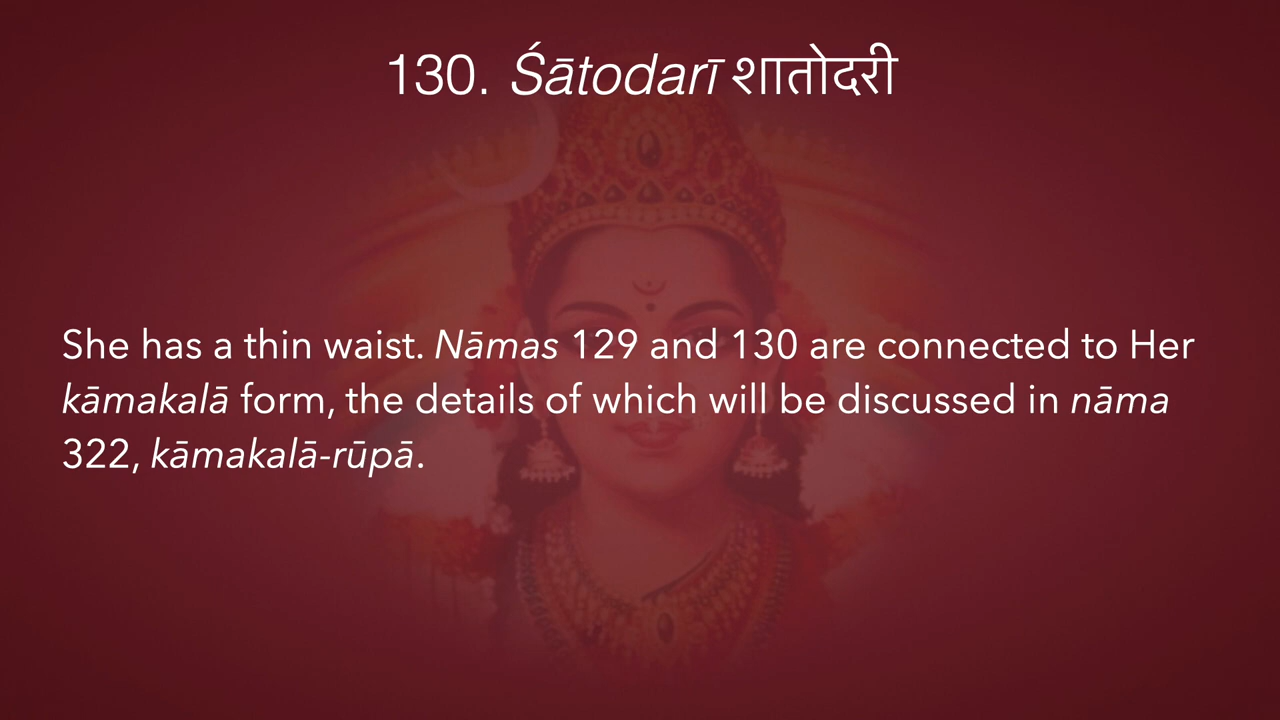 130. Śātodarī शातोदरी
She has a thin waist. Nāmas 129 and 130 are connected to Her
kāmakalā form, the details of which will be discussed in nāma
322, kāmakalā-rūpā.